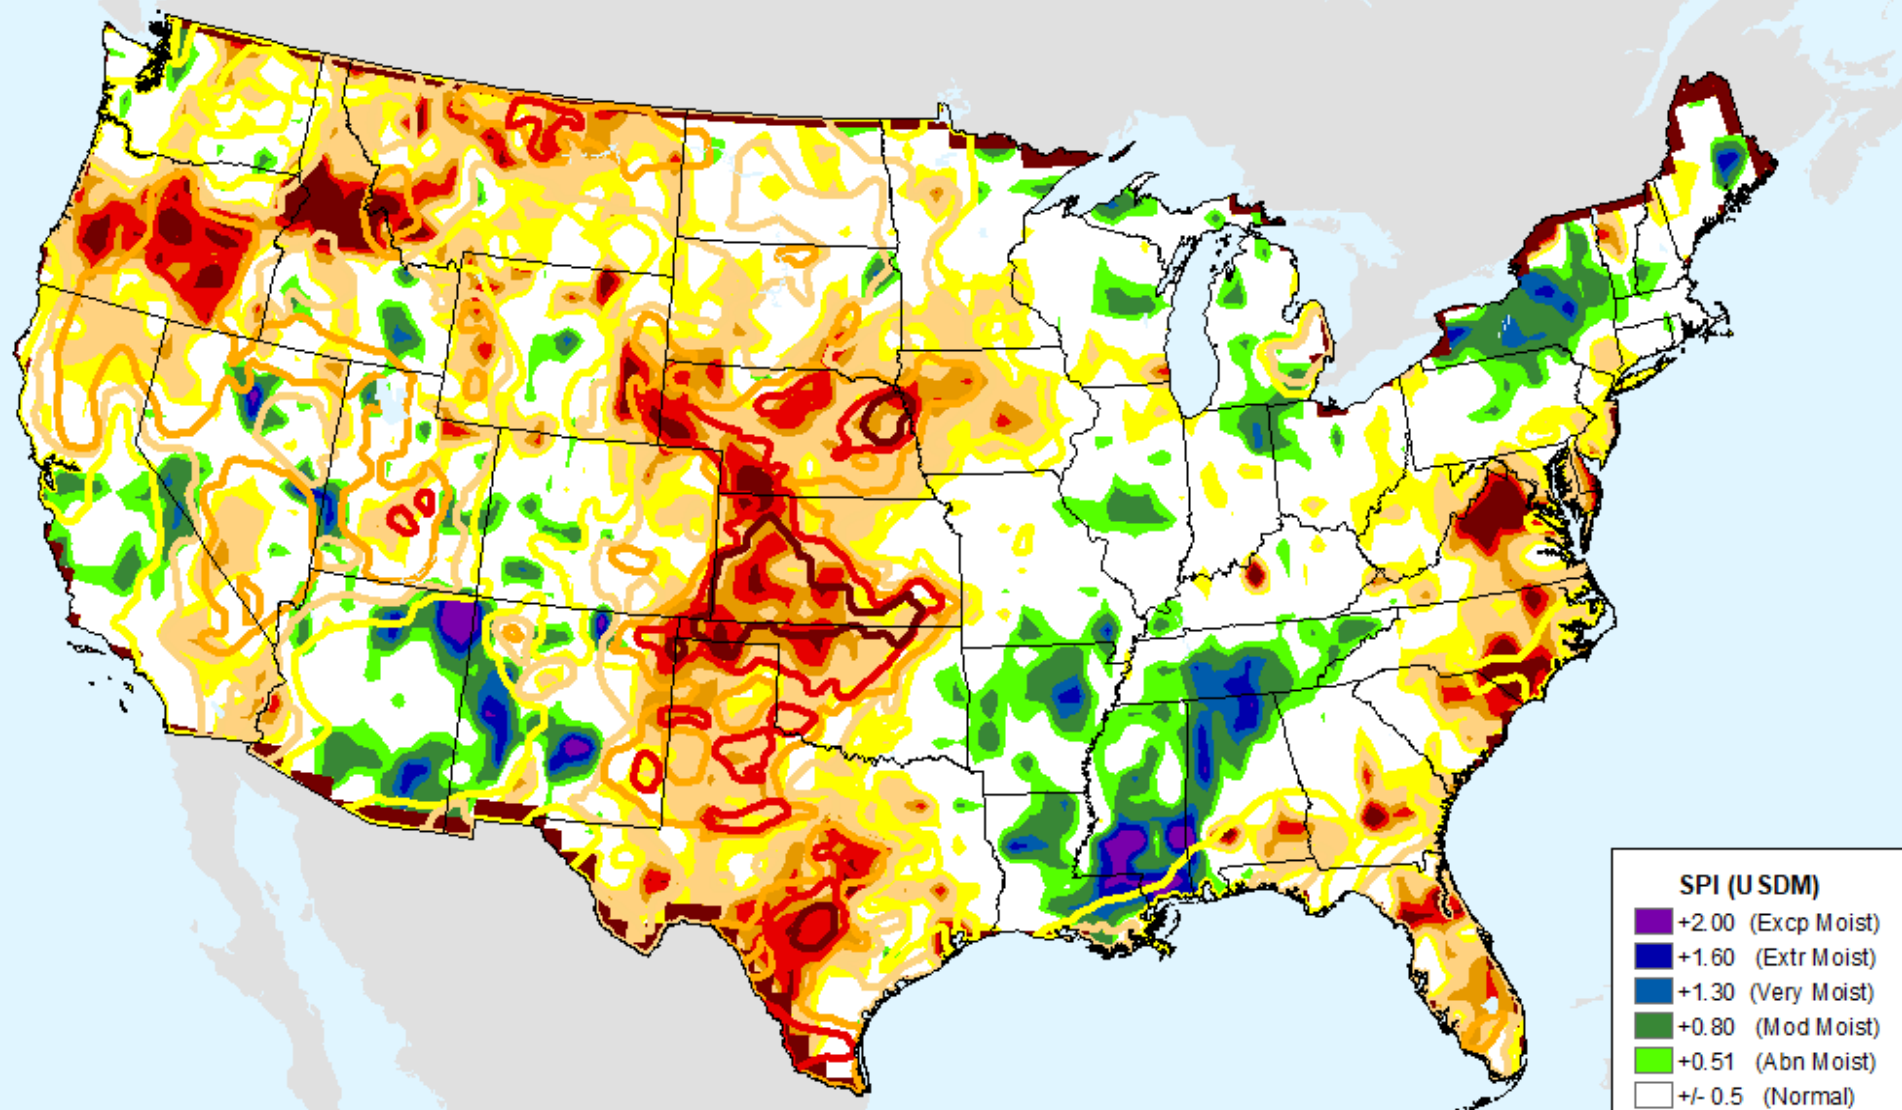 SPI (USDM)
+2.00 (Excp Moist)
+1.60 (Extr Moist)
+1.30 (Very Moist)
+0.80 (Mod Moist)
+0.51 (Abn Moist)
+/- 0.5 (Normal)